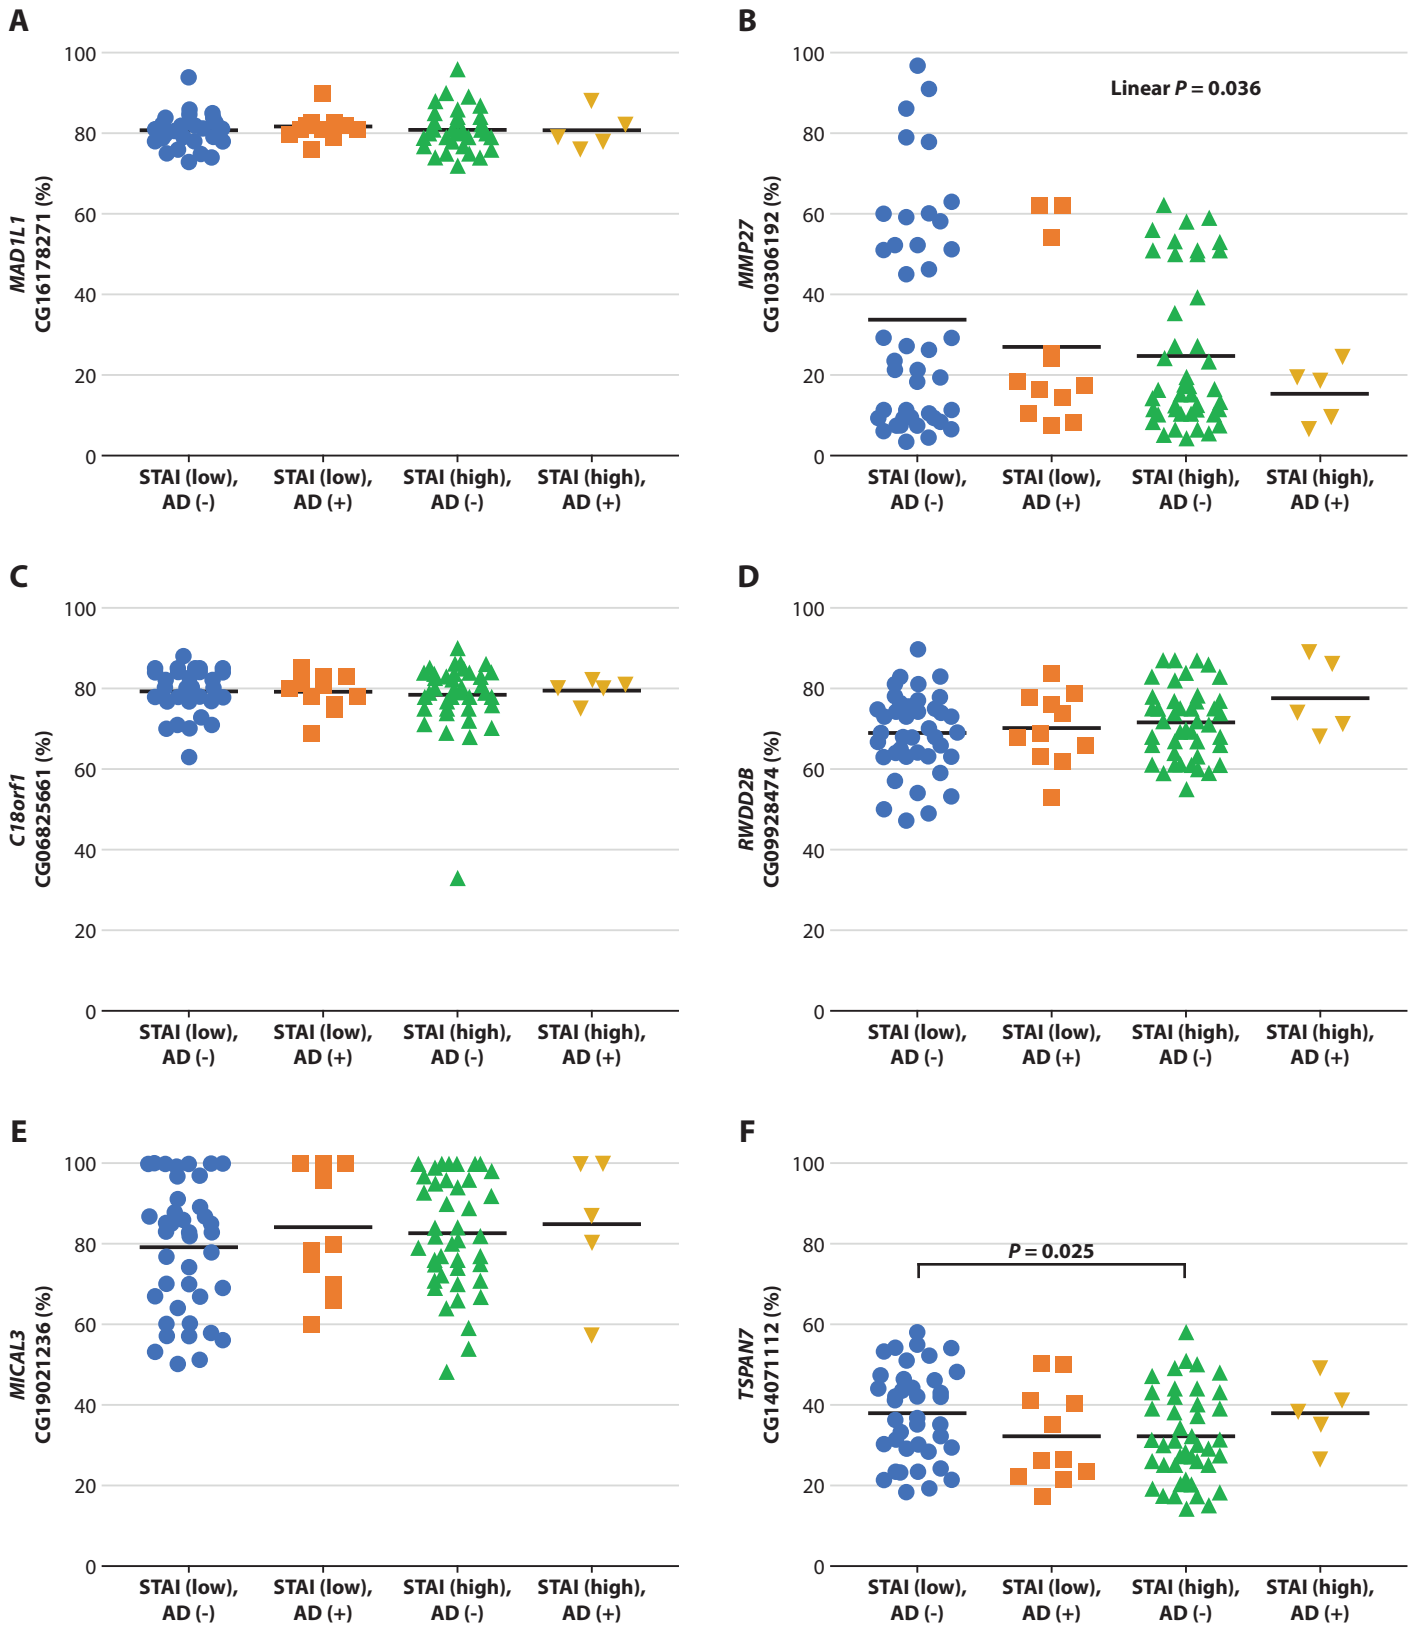 A
100
80
60
40
20
0
MAD1L1
CG16178271 (%)
STAI (low), AD (-)
STAI (low), AD (+)
STAI (high), AD (-)
STAI (high), AD (+)
B
Linear P = 0.036
100
80
60
40
20
0
MMP27
CG10306192 (%)
STAI (low), AD (-)
STAI (low), AD (+)
STAI (high), AD (-)
STAI (high), AD (+)
C
100
80
60
40
20
0
C18orf1
CG06825661 (%)
STAI (low), AD (-)
STAI (low), AD (+)
STAI (high), AD (-)
STAI (high), AD (+)
D
100
80
60
40
20
0
RWDD2B
CG09928474 (%)
STAI (low), AD (-)
STAI (low), AD (+)
STAI (high), AD (-)
STAI (high), AD (+)
E
100
80
60
40
20
0
MICAL3
CG19021236 (%)
STAI (low), AD (-)
STAI (low), AD (+)
STAI (high), AD (-)
STAI (high), AD (+)
F
100
80
60
40
20
0
P = 0.025
TSPAN7
CG14071112 (%)
STAI (low), AD (-)
STAI (low), AD (+)
STAI (high), AD (-)
STAI (high), AD (+)